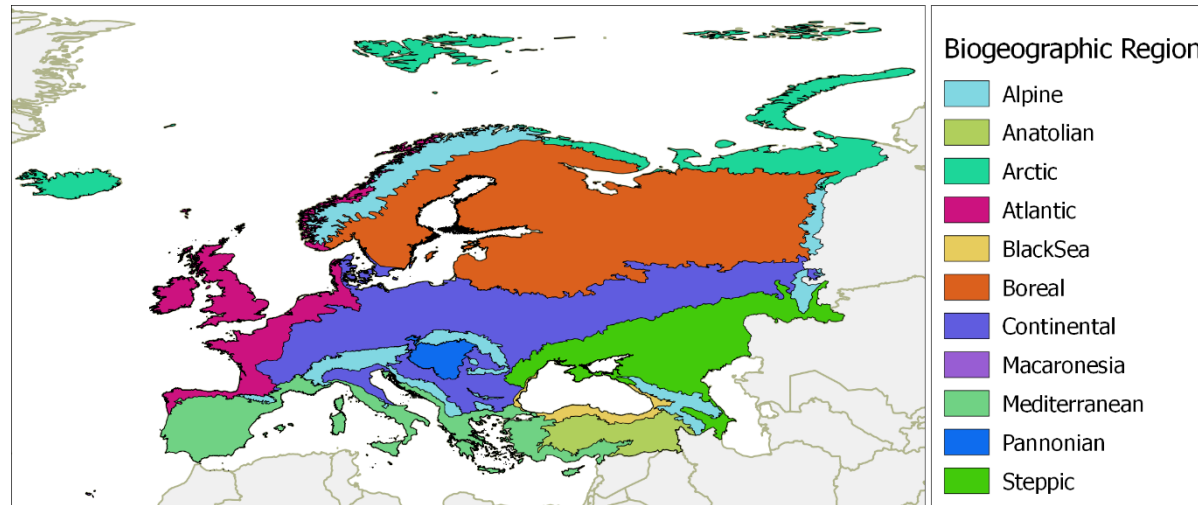 Biogeographic Region
Alpine
Anatolian
Arctic
Atlantic
BlackSea
Boreal
Continental
Macaronesia
Mediterranean
Pannonian
Steppic